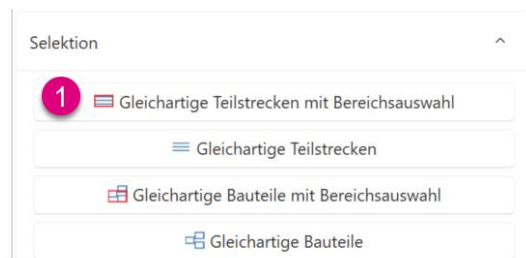 Selektion
1 Gleichartige Teilstrecken mit Bereichsauswahl
Gleichartige Teilstrecken
Gleichartige Bauteile mit Bereichsauswahl
Gleichartige Bauteile